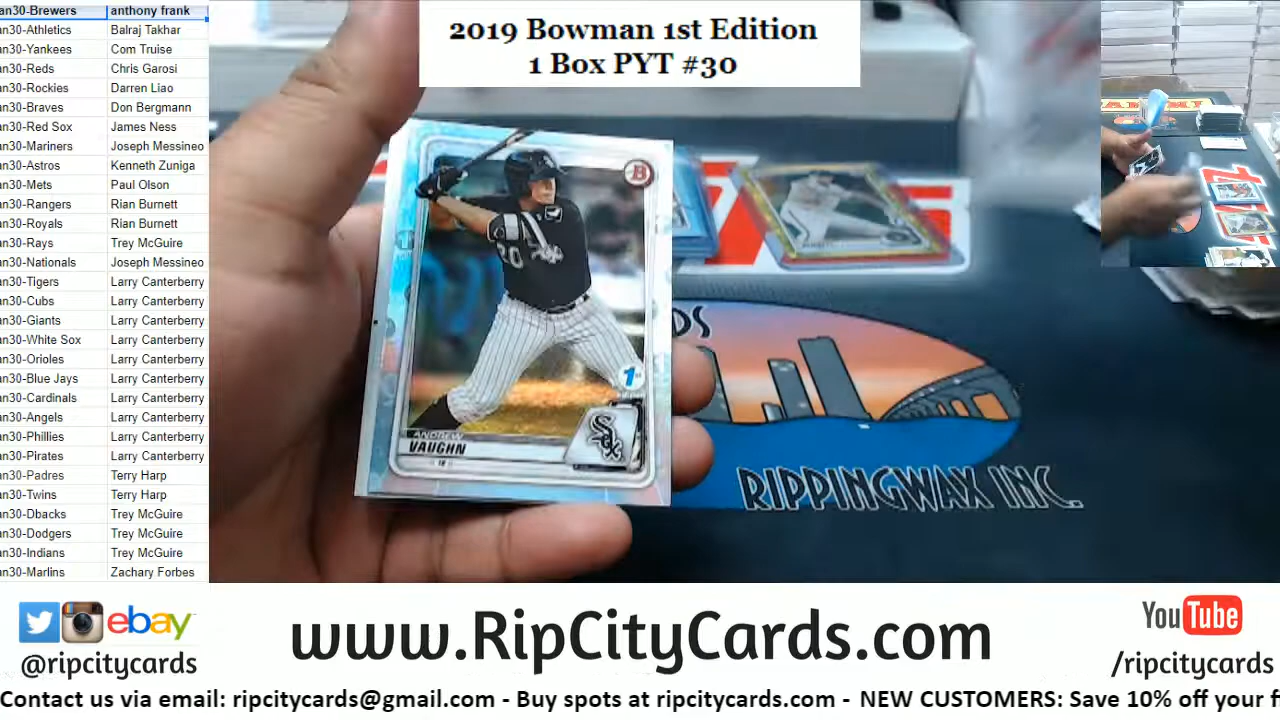 an30-Brewers anthony frank
an30-Athletics Balraj Takhar
an30-Yankees Com Truise
an30-Reds Chris Garosi
an30-Rockies Darren Liao
an30-Braves Don Bergmann
an30-Red Sox James Ness
an30-Mariners Joseph Messineo
an30-Astros Kenneth Zuniga
an30-Mets Paul Olson
an30-Rangers Rian Burnett
an30-Royals Rian Burnett
an30-Rays Trey McGuire
an30-Nationals Joseph Messineo
an30-Tigers Larry Canterberry
an30-Cubs Larry Canterberry
an30-Giants Larry Canterberry
an30-White Sox Larry Canterberry
an30-Orioles Larry Canterberry
an30-Blue Jays Larry Canterberry
an30-Cardinals Larry Canterberry
an30-Angels Larry Canterberry
an30-Phillies Larry Canterberry
an30-Pirates Larry Canterberry
an30-Padres Terry Harp
an30-Twins Terry Harp
an30-Dbacks Trey McGuire
an30-Dodgers Trey McGuire
an30-Indians Trey McGuire
an30-Marlins Zachary Forbes
2019 Bowman 1st Edition
1 Box PYT #30
B
20
1st
ANDREW
VAUGHN
1B
SOX
DS
RIPPINGWAX INC.
ebay
@ripcitycards
www.RipCityCards.com
YouTube
/ripcitycards
Contact us via email: ripcitycards@gmail.com - Buy spots at ripcitycards.com - NEW CUSTOMERS: Save 10% off your f